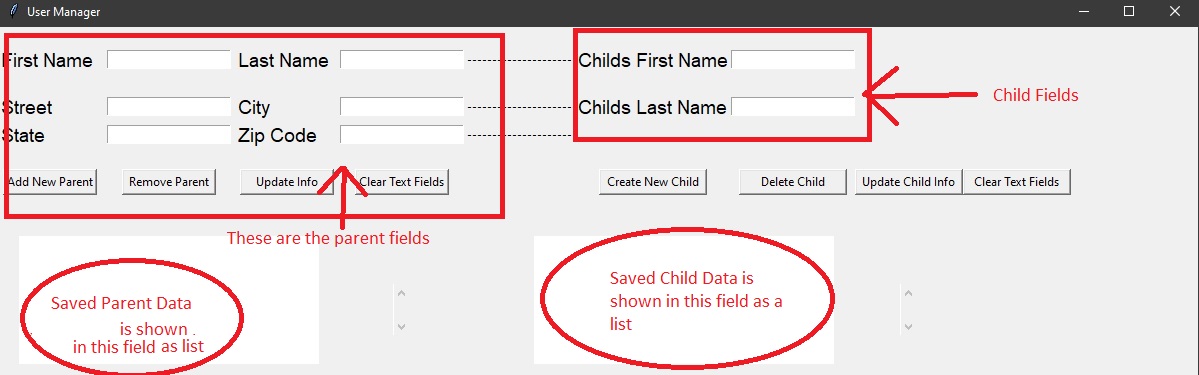 User Manager
First Name Last Name Childs First Name
Child Fields
Street City Childs Last Name
State Zip Code
Add New Parent Remove Parent Update Info Clear Text Fields Create New Child Delete Child Update Child Info Clear Text Fields
These are the parent fields
Saved Parent Data
is shown .
in this field as list
Saved Child Data is
shown in this field as a
list